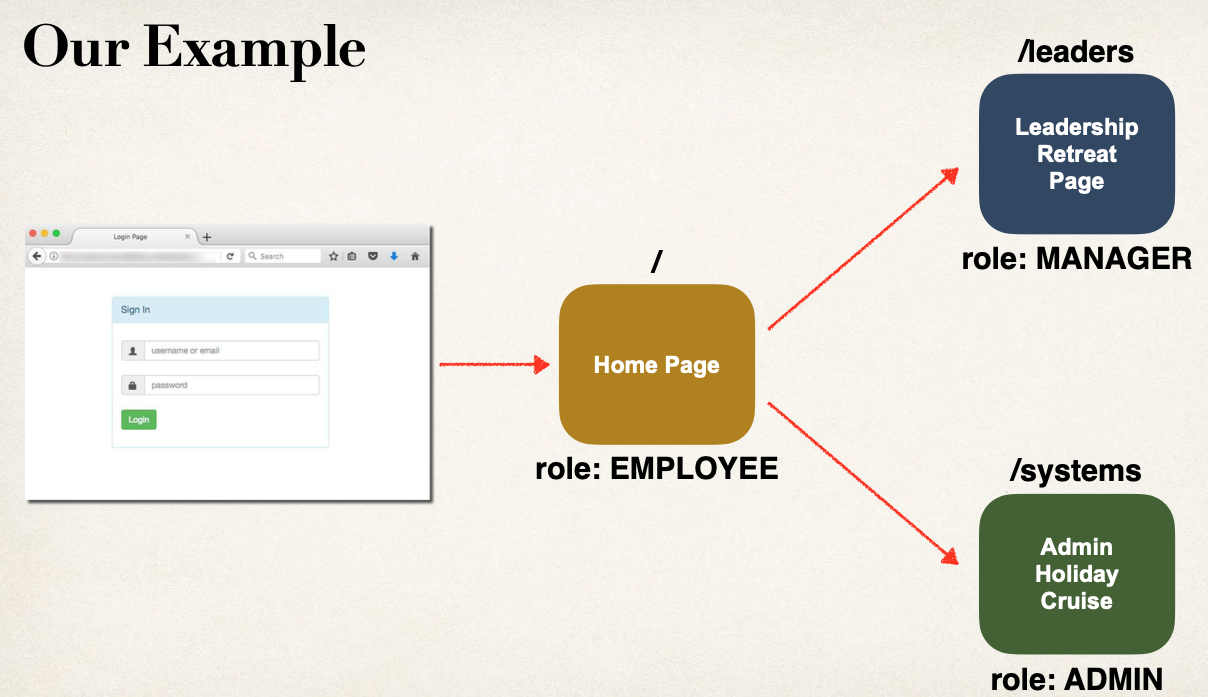 Our Example
Login Page
Search
Sign In
username or email
password
Login
/
Home Page
role: EMPLOYEE
/leaders
Leadership
Retreat
Page
role: MANAGER
/systems
Admin
Holiday
Cruise
role: ADMIN